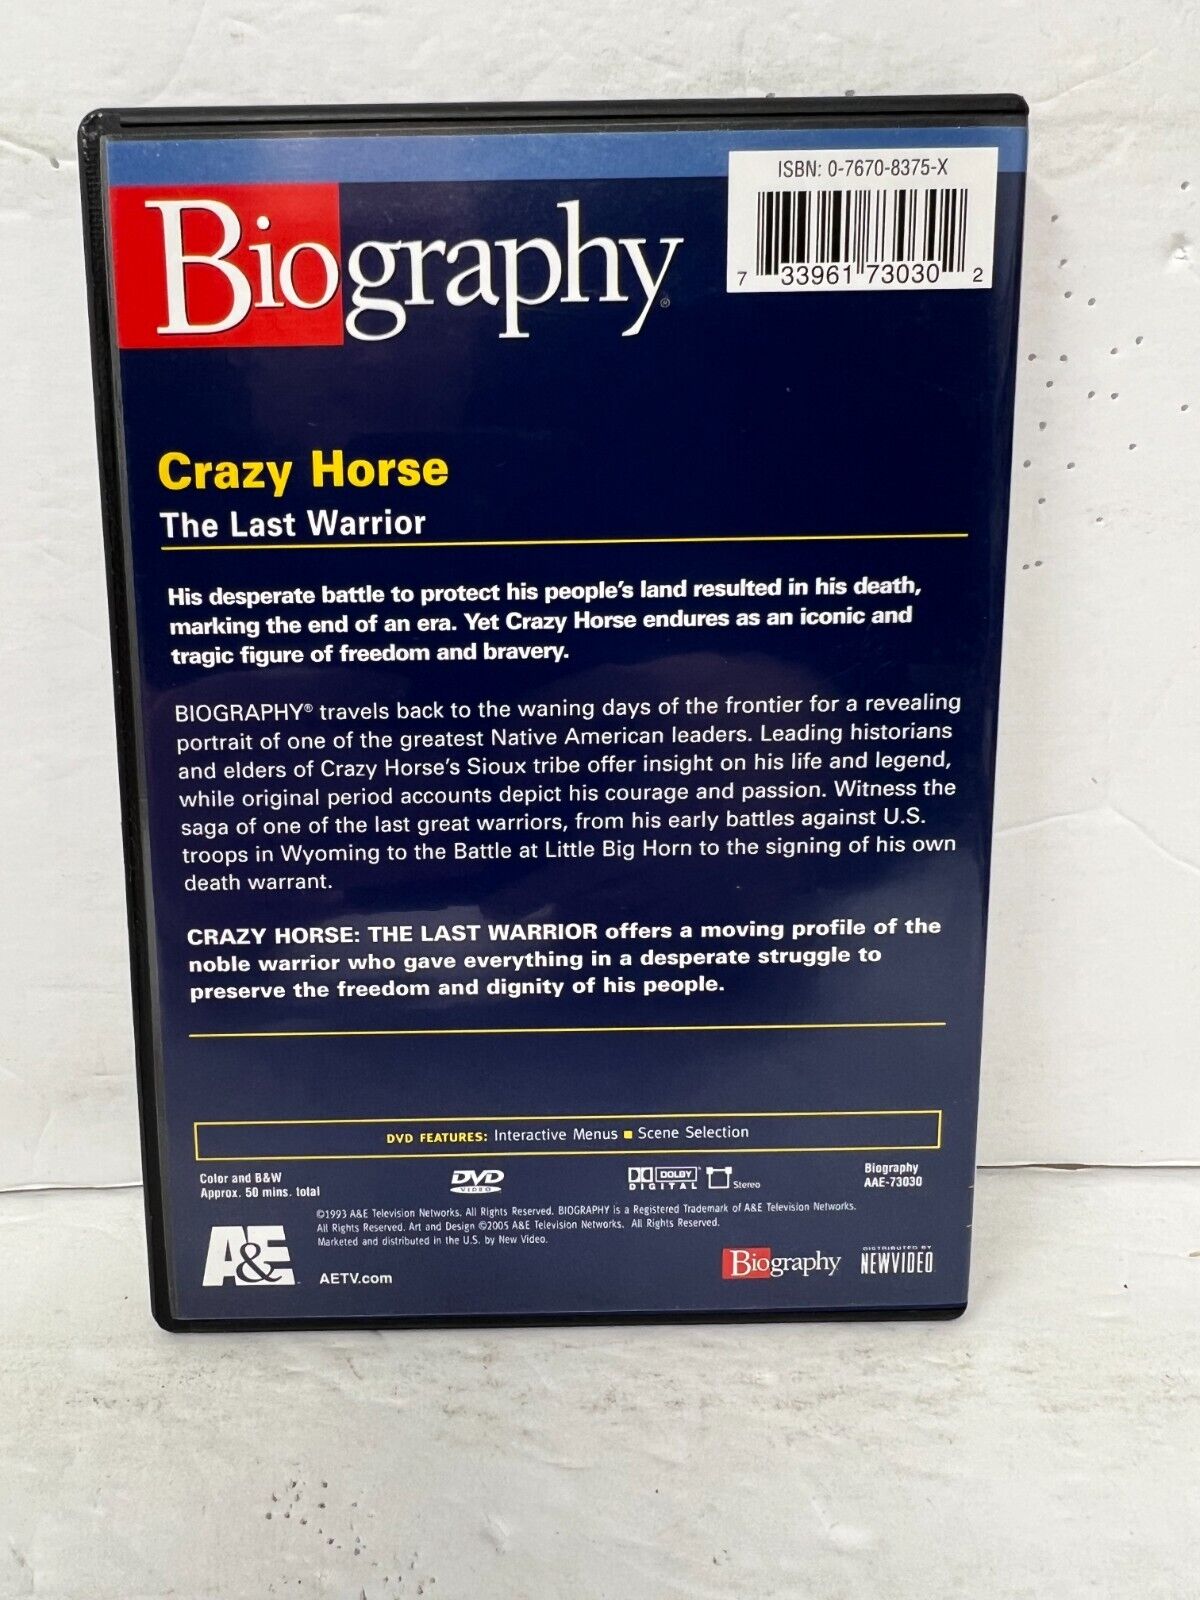 ISBN: 0-7670-8375-X
7 33961 73030 2
Biography®
Crazy Horse
The Last Warrior
His desperate battle to protect his people's land resulted in his death,
marking the end of an era. Yet Crazy Horse endures as an iconic and
tragic figure of freedom and bravery.
BIOGRAPHY® travels back to the waning days of the frontier for a revealing
portrait of one of the greatest Native American leaders. Leading historians
and elders of Crazy Horse's Sioux tribe offer insight on his life and legend,
while original period accounts depict his courage and passion. Witness the
saga of one of the last great warriors, from his early battles against U.S.
troops in Wyoming to the Battle at Little Big Horn to the signing of his own
death warrant.
CRAZY HORSE: THE LAST WARRIOR offers a moving profile of the
noble warrior who gave everything in a desperate struggle to
preserve the freedom and dignity of his people.
DVD FEATURES: Interactive Menus ■ Scene Selection
Color and B&W
Approx. 50 mins. total
DVD
VIDEO
DOLBY
DIGITAL
Stereo
Biography
AAE-73030
©1993 A&E Television Networks. All Rights Reserved. BIOGRAPHY is a Registered Trademark of A&E Television Networks.
All Rights Reserved. Art and Design ©2005 A&E Television Networks. All Rights Reserved.
Marketed and distributed in the U.S. by New Video.
A&E
AETV.com
Biography
DISTRIBUTED BY
NEWVIDEO